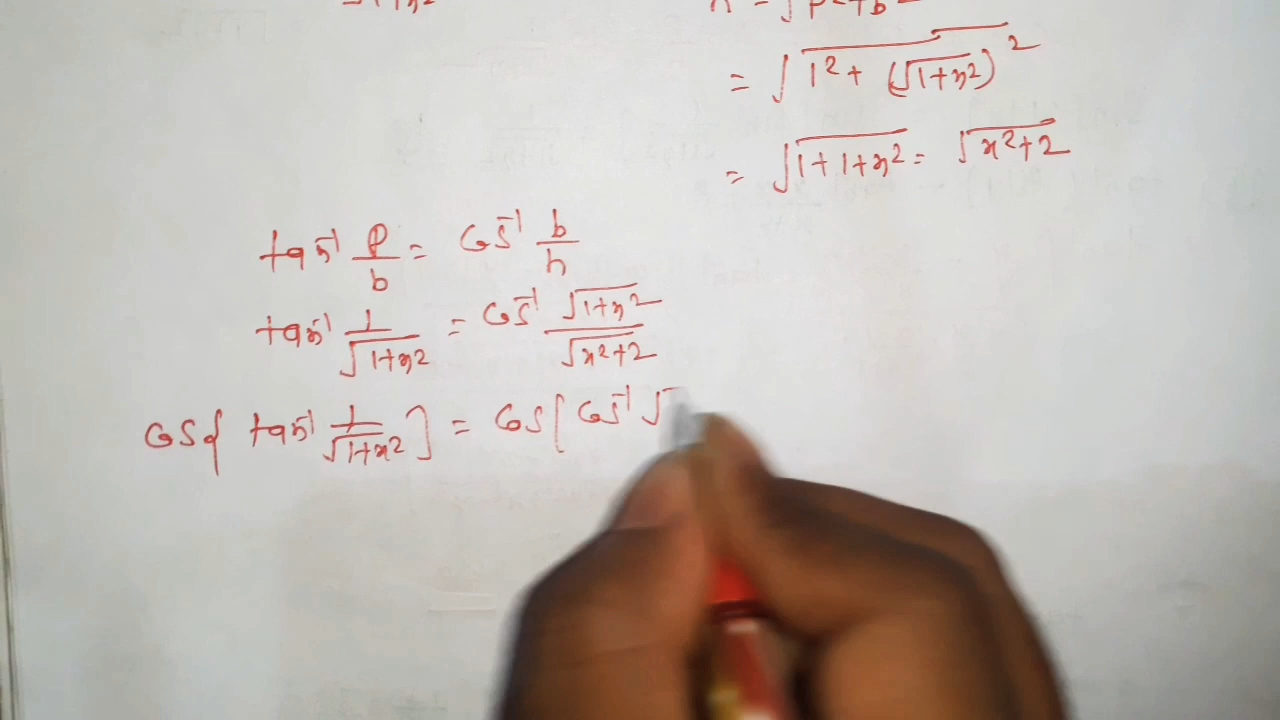 = √(1² + (√(1+x²))²)
= √(1+1+x²) = √(x²+2)
tan⁻¹ p/b = cos⁻¹ b/h
tan⁻¹ 1/√(1+x²) = cos⁻¹ √(1+x²)/√(x²+2)
cos{ tan⁻¹ 1/√(1+x²) ] = cos[ cos⁻¹ √